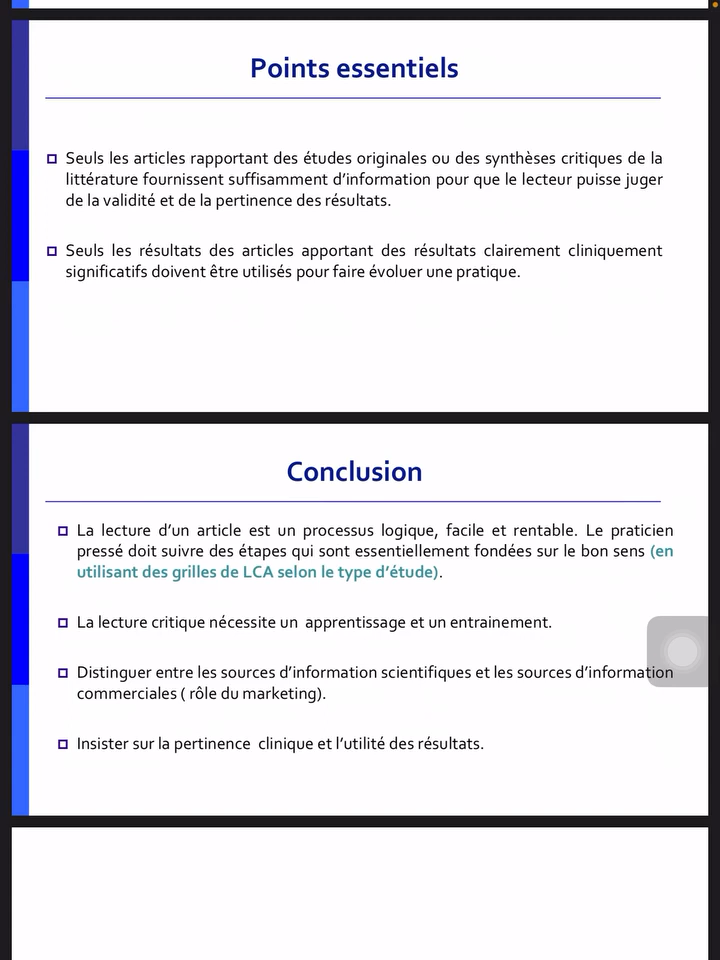 Points essentiels
Seuls les articles rapportant des études originales ou des synthèses critiques de la
littérature fournissent suffisamment d'information pour que le lecteur puisse juger
de la validité et de la pertinence des résultats.
Seuls les résultats des articles apportant des résultats clairement cliniquement
significatifs doivent être utilisés pour faire évoluer une pratique.
Conclusion
La lecture d'un article est un processus logique, facile et rentable. Le praticien
pressé doit suivre des étapes qui sont essentiellement fondées sur le bon sens (en
utilisant des grilles de LCA selon le type d'étude).
La lecture critique nécessite un apprentissage et un entrainement.
Distinguer entre les sources d'information scientifiques et les sources d'information
commerciales ( rôle du marketing).
Insister sur la pertinence clinique et l'utilité des résultats.